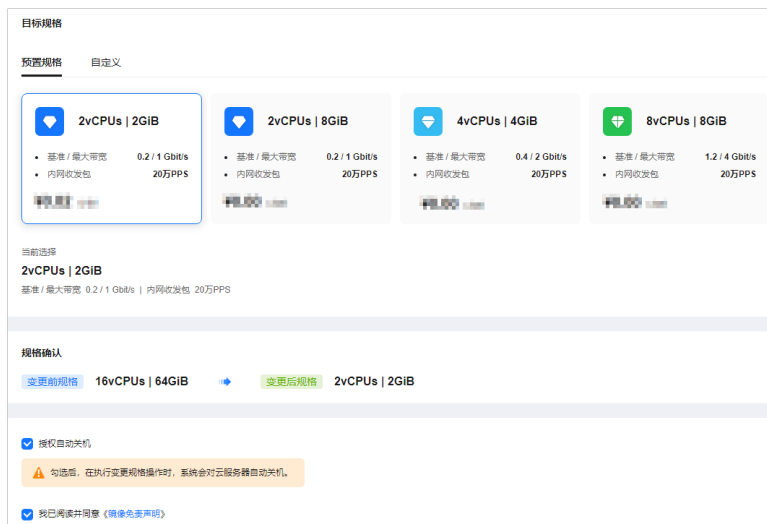 目标规格
预置规格 自定义
2vCPUs | 2GiB
基准 / 最大带宽 0.2 / 1 Gbit/s
内网收发包 20万PPS
2vCPUs | 8GiB
基准 / 最大带宽 0.2 / 1 Gbit/s
内网收发包 20万PPS
4vCPUs | 4GiB
基准 / 最大带宽 0.4 / 2 Gbit/s
内网收发包 20万PPS
8vCPUs | 8GiB
基准 / 最大带宽 1.2 / 4 Gbit/s
内网收发包 20万PPS
当前选择
2vCPUs | 2GiB
基准 / 最大带宽 0.2 / 1 Gbit/s | 内网收发包 20万PPS
规格确认
变更前规格 16vCPUs | 64GiB 变更后规格 2vCPUs | 2GiB
授权自动关机
勾选后，在执行变更规格操作时，系统会对云服务器自动关机。
我已阅读并同意《镜像免责声明》